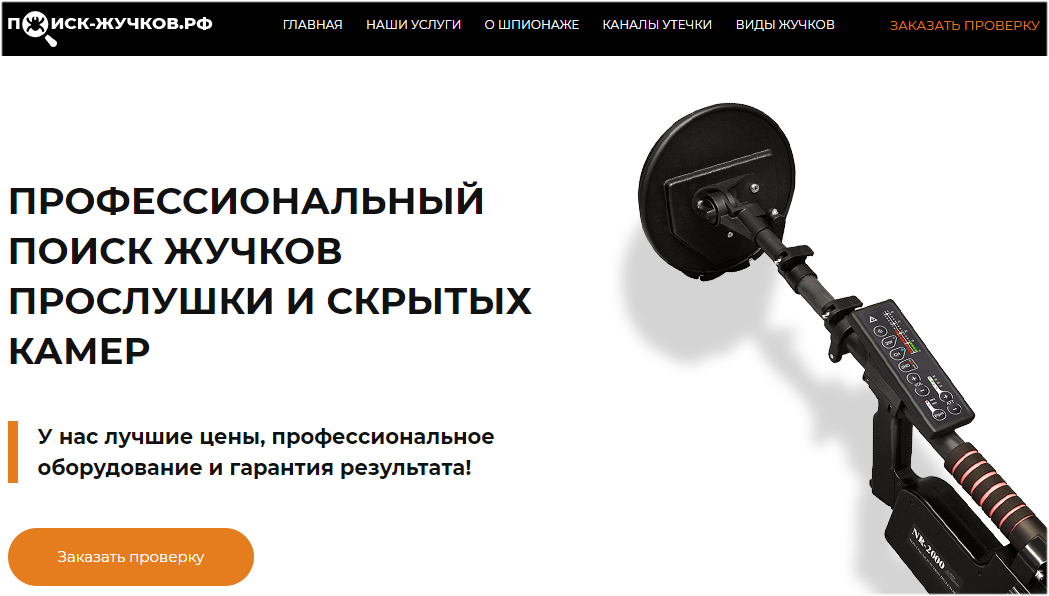 ПОИСК-ЖУЧКОВ.РФ
ГЛАВНАЯ НАШИ УСЛУГИ О ШПИОНАЖЕ КАНАЛЫ УТЕЧКИ ВИДЫ ЖУЧКОВ ЗАКАЗАТЬ ПРОВЕРКУ
ПРОФЕССИОНАЛЬНЫЙ
ПОИСК ЖУЧКОВ
ПРОСЛУШКИ И СКРЫТЫХ
КАМЕР
У нас лучшие цены, профессиональное
оборудование и гарантия результата!
Заказать проверку
NR-2000